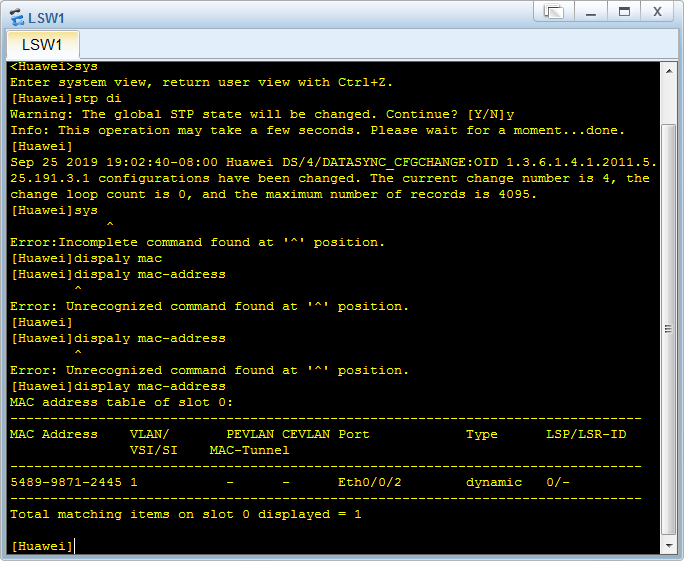 LSW1
X
LSW1
<Huawei>sys
Enter system view, return user view with Ctrl+Z.
[Huawei]stp di
Warning: The global STP state will be changed. Continue? [Y/N]y
Info: This operation may take a few seconds. Please wait for a moment...done.
[Huawei]
Sep 25 2019 19:02:40-08:00 Huawei DS/4/DATASYNC_CFGCHANGE:OID 1.3.6.1.4.1.2011.5.
25.191.3.1 configurations have been changed. The current change number is 4, the
change loop count is 0, and the maximum number of records is 4095.
[Huawei]sys
            ^
Error:Incomplete command found at '^' position.
[Huawei]dispaly mac
[Huawei]dispaly mac-address
        ^
Error: Unrecognized command found at '^' position.
[Huawei]
[Huawei]dispaly mac-address
        ^
Error: Unrecognized command found at '^' position.
[Huawei]display mac-address
MAC address table of slot 0:
-------------------------------------------------------------------------------
MAC Address    VLAN/       PEVLAN CEVLAN Port            Type      LSP/LSR-ID
               VSI/SI    MAC-Tunnel
-------------------------------------------------------------------------------
5489-9871-2445 1           -      -      Eth0/0/2        dynamic   0/-
-------------------------------------------------------------------------------
Total matching items on slot 0 displayed = 1
[Huawei]